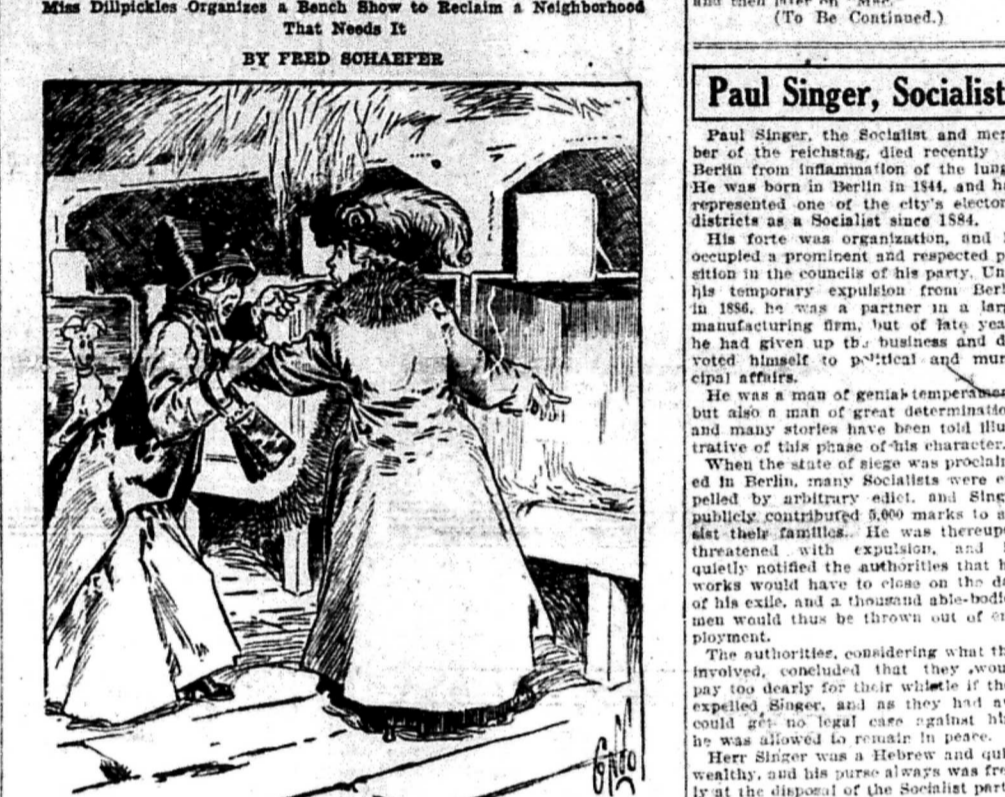 Miss Dillpickles Organizes a Bench Show to Reclaim a Neighborhood
That Needs It
BY FRED SCHAEFER
(To Be Continued.)
Paul Singer, Socialist
Paul Singer, the Socialist and mem
ber of the reichstag, died recently
Berlin from inflammation of the lung
He was born in Berlin in 1844, and h
represented one of the city's elector
districts as a Socialist since 1884.
His forte was organization, and
occupied a prominent and respected p
sition in the councils of his party. Un
his temporary expulsion from Berl
in 1886, he was a partner in a lar
manufacturing firm, but of late yea
he had given up the business and d
voted himself to political and mun
cipal affairs.
He was a man of genial temperame
but also a man of great determinatio
and many stories have been told illu
trative of this phase of his character.
When the state of siege was proclaim
ed in Berlin, many Socialists were e
pelled by arbitrary edict, and Sing
publicly contributed 5,000 marks to a
sist their families. He was thereup
threatened with expulsion, and
quietly notified the authorities that h
works would have to close on the d
of his exile, and a thousand able-bodi
men would thus be thrown out of e
ployment.
The authorities, considering what th
involved, concluded that they wou
pay too dearly for their whistle if the
expelled Singer, and as they had a
could get no legal case against hi
he was allowed to remain in peace.
Herr Singer was a Hebrew and qui
wealthy, and his purse always was fre
ly at the disposal of the Socialist part